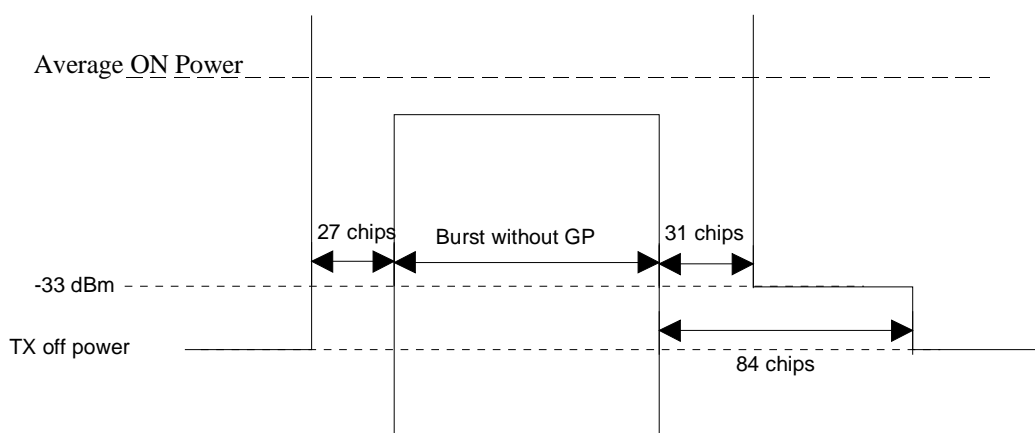 Average ON Power
27 chips
Burst without GP
31 chips
-33 dBm
TX off power
84 chips